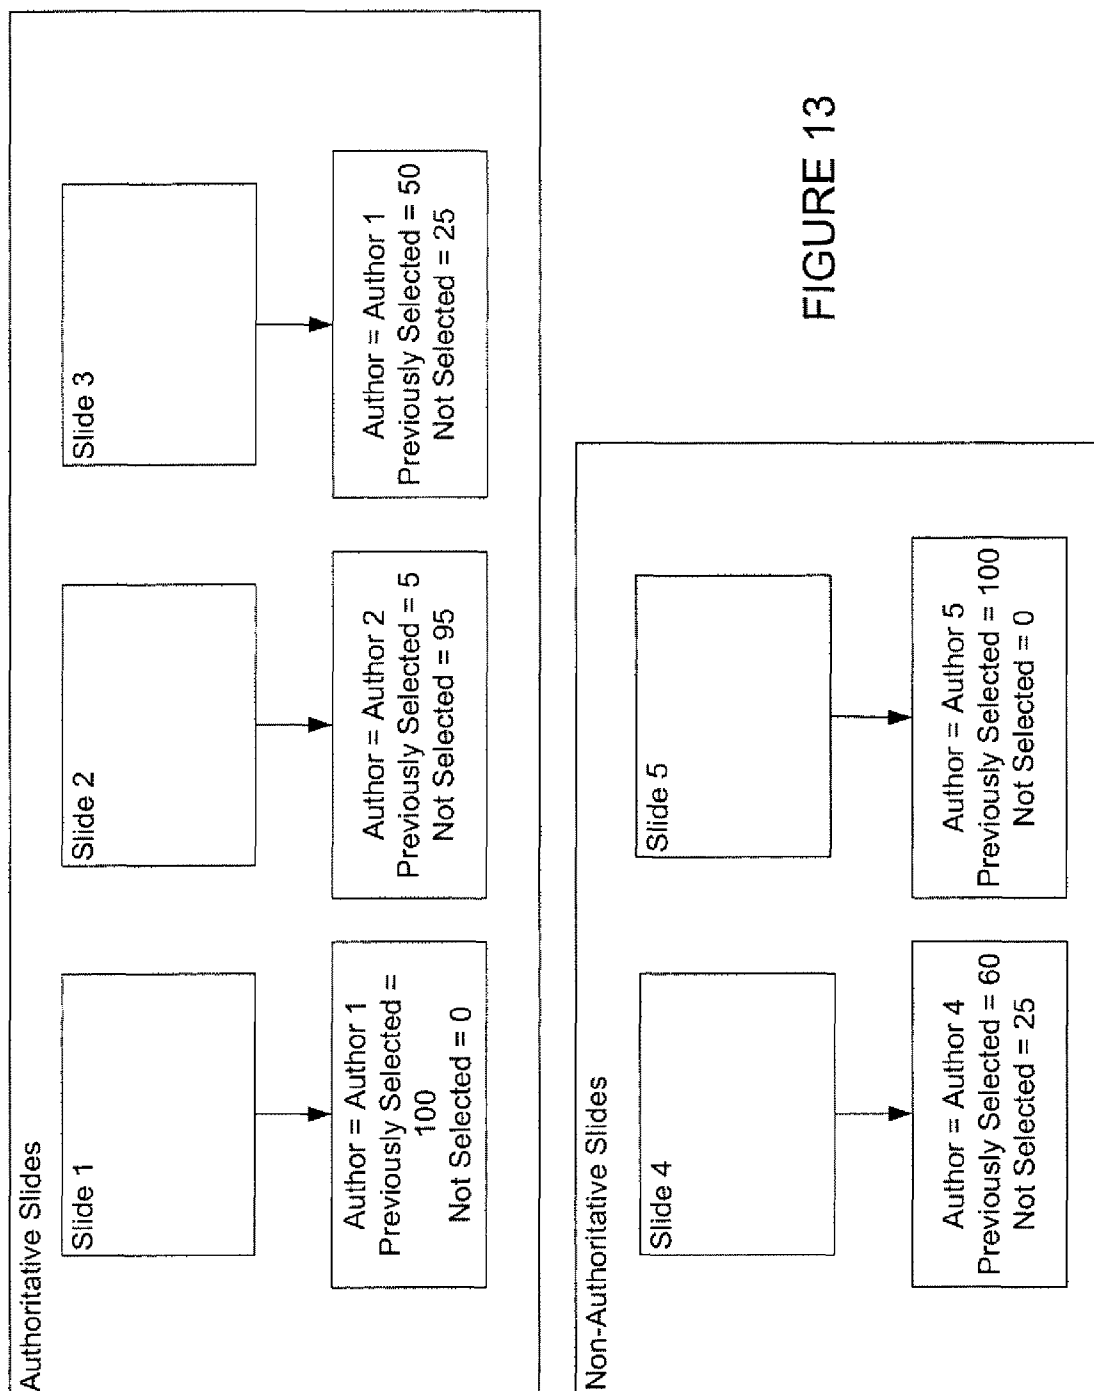 Authoritative Slides
Slide 1
Author = Author 1
Previously Selected =
100
Not Selected = 0
Slide 2
Author = Author 2
Previously Selected = 5
Not Selected = 95
Slide 3
Author = Author 1
Previously Selected = 50
Not Selected = 25
Non-Authoritative Slides
Slide 4
Author = Author 4
Previously Selected = 60
Not Selected = 25
Slide 5
Author = Author 5
Previously Selected = 100
Not Selected = 0
FIGURE 13